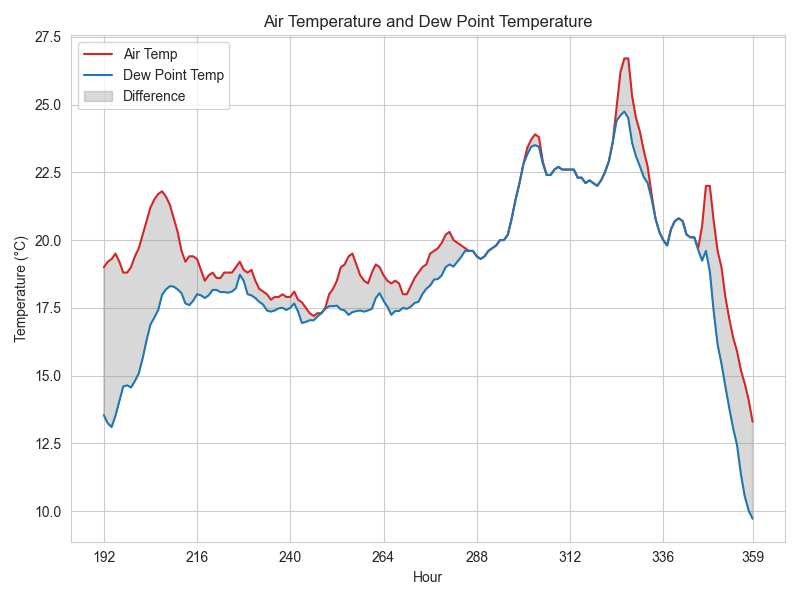 Air Temperature and Dew Point Temperature
Air Temp
Dew Point Temp
Difference
Temperature (°C)
27.5
25.0
22.5
20.0
17.5
15.0
12.5
10.0
192 216 240 264 288 312 336 359
Hour